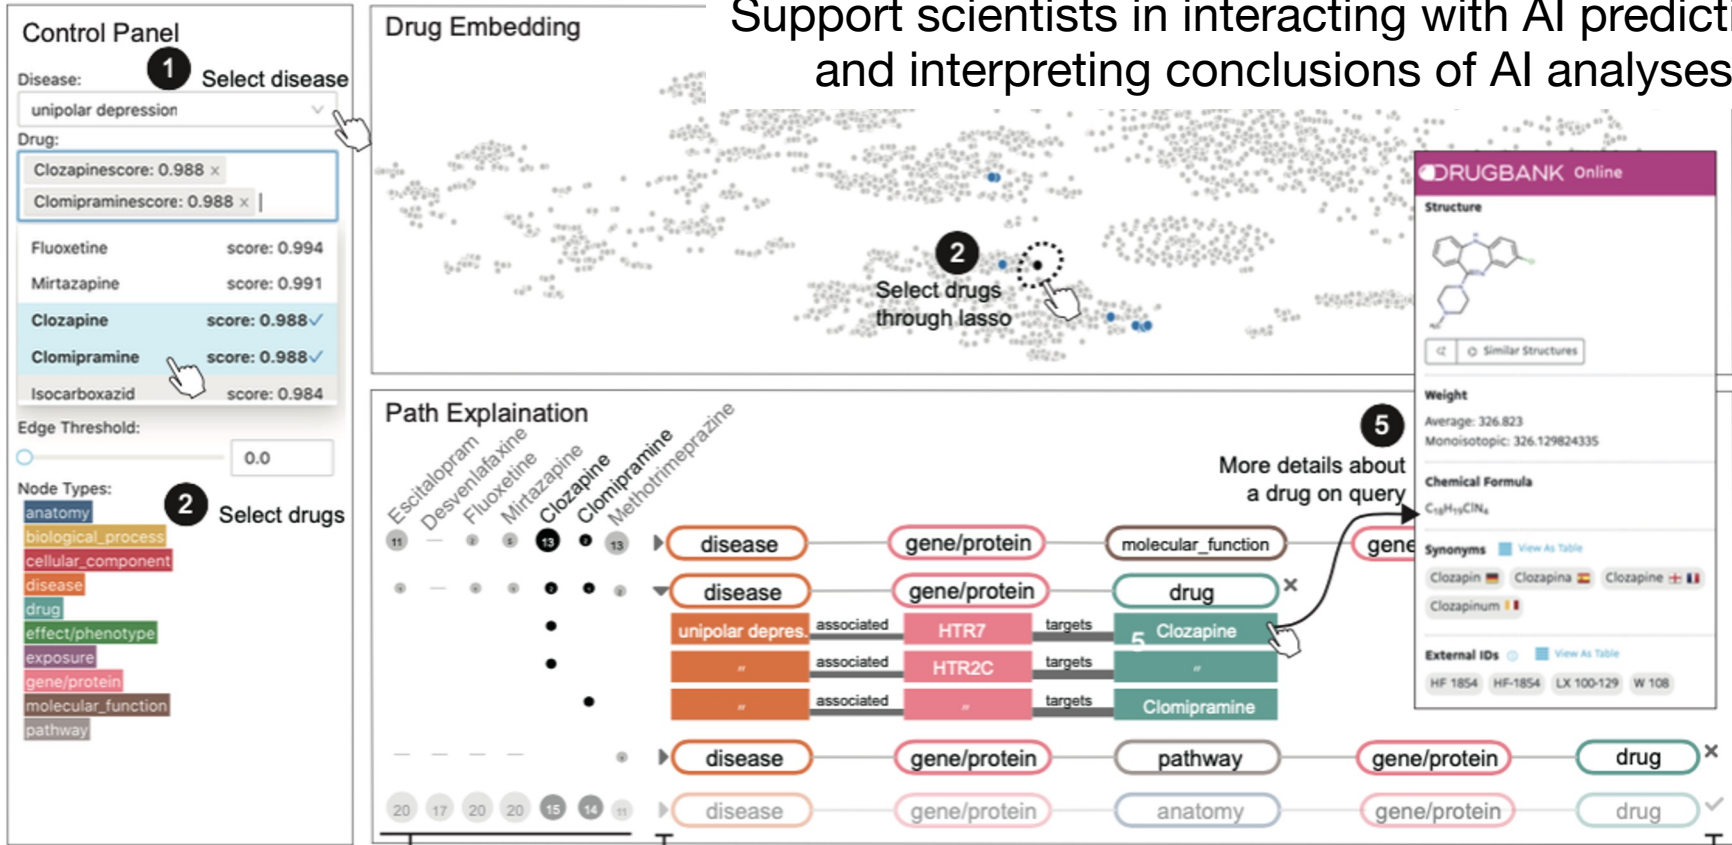 Support scientists in interacting with AI predicti
and interpreting conclusions of AI analyses
Control Panel
1 Select disease
Disease:
unipolar depression
Drug:
Clozapinescore: 0.988 ×
Clomipraminescore: 0.988 ×
Fluoxetine score: 0.994
Mirtazapine score: 0.991
Clozapine score: 0.988✓
Clomipramine score: 0.988✓
Isocarboxazid score: 0.984
Edge Threshold:
0.0
Node Types:
2 Select drugs
anatomy
biological_process
cellular_component
disease
drug
effect/phenotype
exposure
gene/protein
molecular_function
pathway
Drug Embedding
2
Select drugs
through lasso
Path Explaination
Escitalopram
Desvenlafaxine
Fluoxetine
Mirtazapine
Clozapine
Clomipramine
Methotrimeprazine
11 — 13 13
disease gene/protein molecular_function gene
disease gene/protein drug ×
unipolar depres. associated HTR7 targets 5 Clozapine
" associated HTR2C targets "
" associated " targets Clomipramine
— — — —
disease gene/protein pathway gene/protein drug ×
20 17 20 20 15 14 11
disease gene/protein anatomy gene/protein drug ✓
5
More details about
a drug on query
DRUGBANK Online
Structure
Similar Structures
Weight
Average: 326.823
Monoisotopic: 326.129824335
Chemical Formula
C₁₈H₁₉ClN₄
Synonyms View As Table
Clozapin Clozapina Clozapine
Clozapinum
External IDs View As Table
HF 1854 HF-1854 LX 100-129 W 108